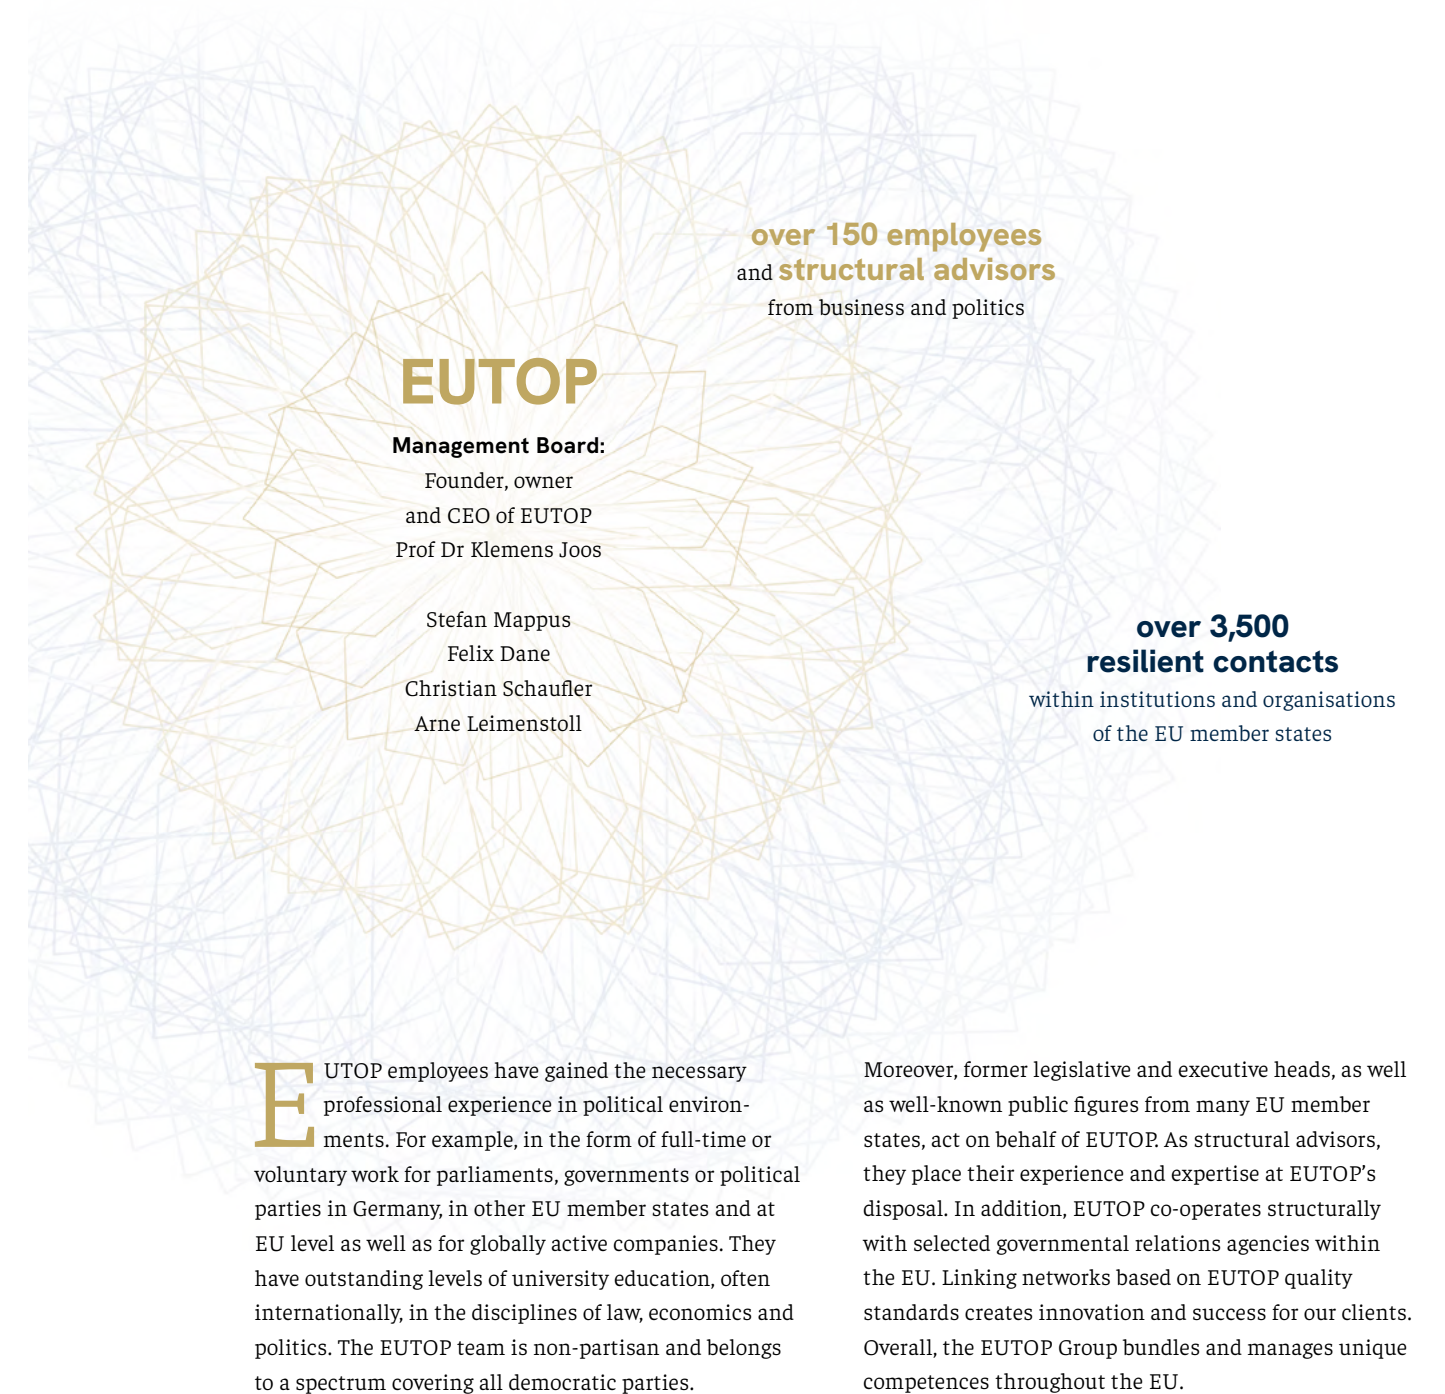 over 150 employees
and structural advisors
from business and politics
EUTOP
Management Board:
Founder, owner
and CEO of EUTOP
Prof Dr Klemens Joos
Stefan Mappus
Felix Dane
Christian Schaufler
Arne Leimenstoll
over 3,500
resilient contacts
within institutions and organisations
of the EU member states
EUTOP employees have gained the necessary
professional experience in political environ-
ments. For example, in the form of full-time or
voluntary work for parliaments, governments or political
parties in Germany, in other EU member states and at
EU level as well as for globally active companies. They
have outstanding levels of university education, often
internationally, in the disciplines of law, economics and
politics. The EUTOP team is non-partisan and belongs
to a spectrum covering all democratic parties.
Moreover, former legislative and executive heads, as well
as well-known public figures from many EU member
states, act on behalf of EUTOP. As structural advisors,
they place their experience and expertise at EUTOP’s
disposal. In addition, EUTOP co-operates structurally
with selected governmental relations agencies within
the EU. Linking networks based on EUTOP quality
standards creates innovation and success for our clients.
Overall, the EUTOP Group bundles and manages unique
competences throughout the EU.